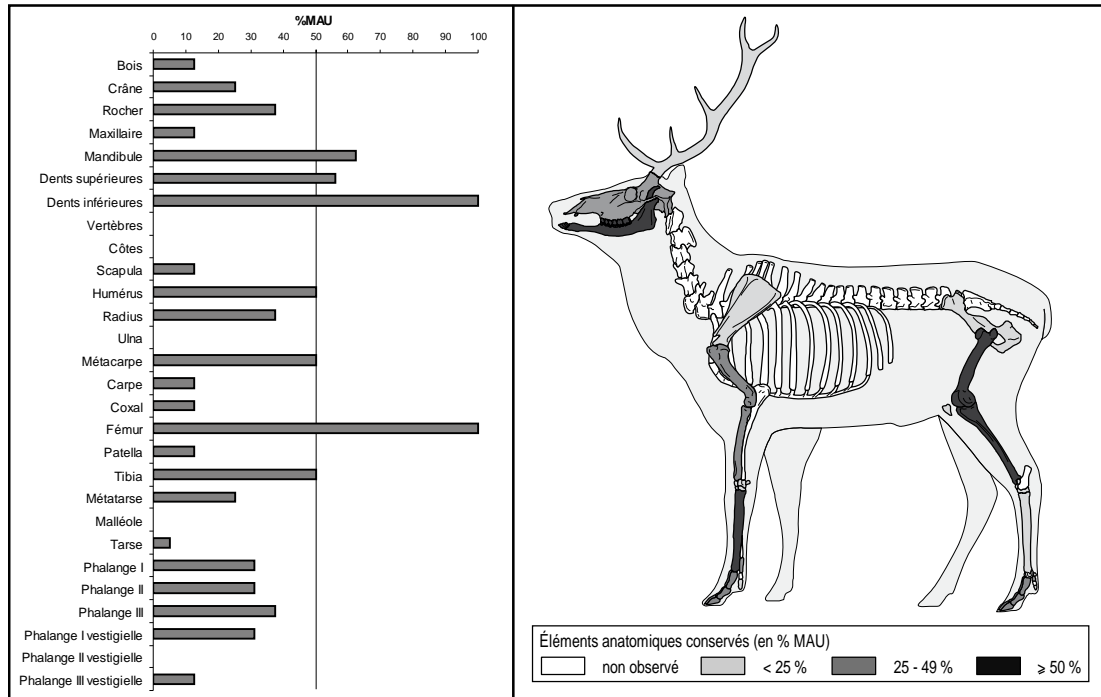 %MAU
0 10 20 30 40 50 60 70 80 90 100
Bois
Crâne
Rocher
Maxillaire
Mandibule
Dents supérieures
Dents inférieures
Vertèbres
Côtes
Scapula
Humérus
Radius
Ulna
Métacarpe
Carpe
Coxal
Fémur
Patella
Tibia
Métatarse
Malléole
Tarse
Phalange I
Phalange II
Phalange III
Phalange I vestigielle
Phalange II vestigielle
Phalange III vestigielle
Éléments anatomiques conservés (en % MAU)
non observé < 25 % 25 - 49 % ⩾ 50 %